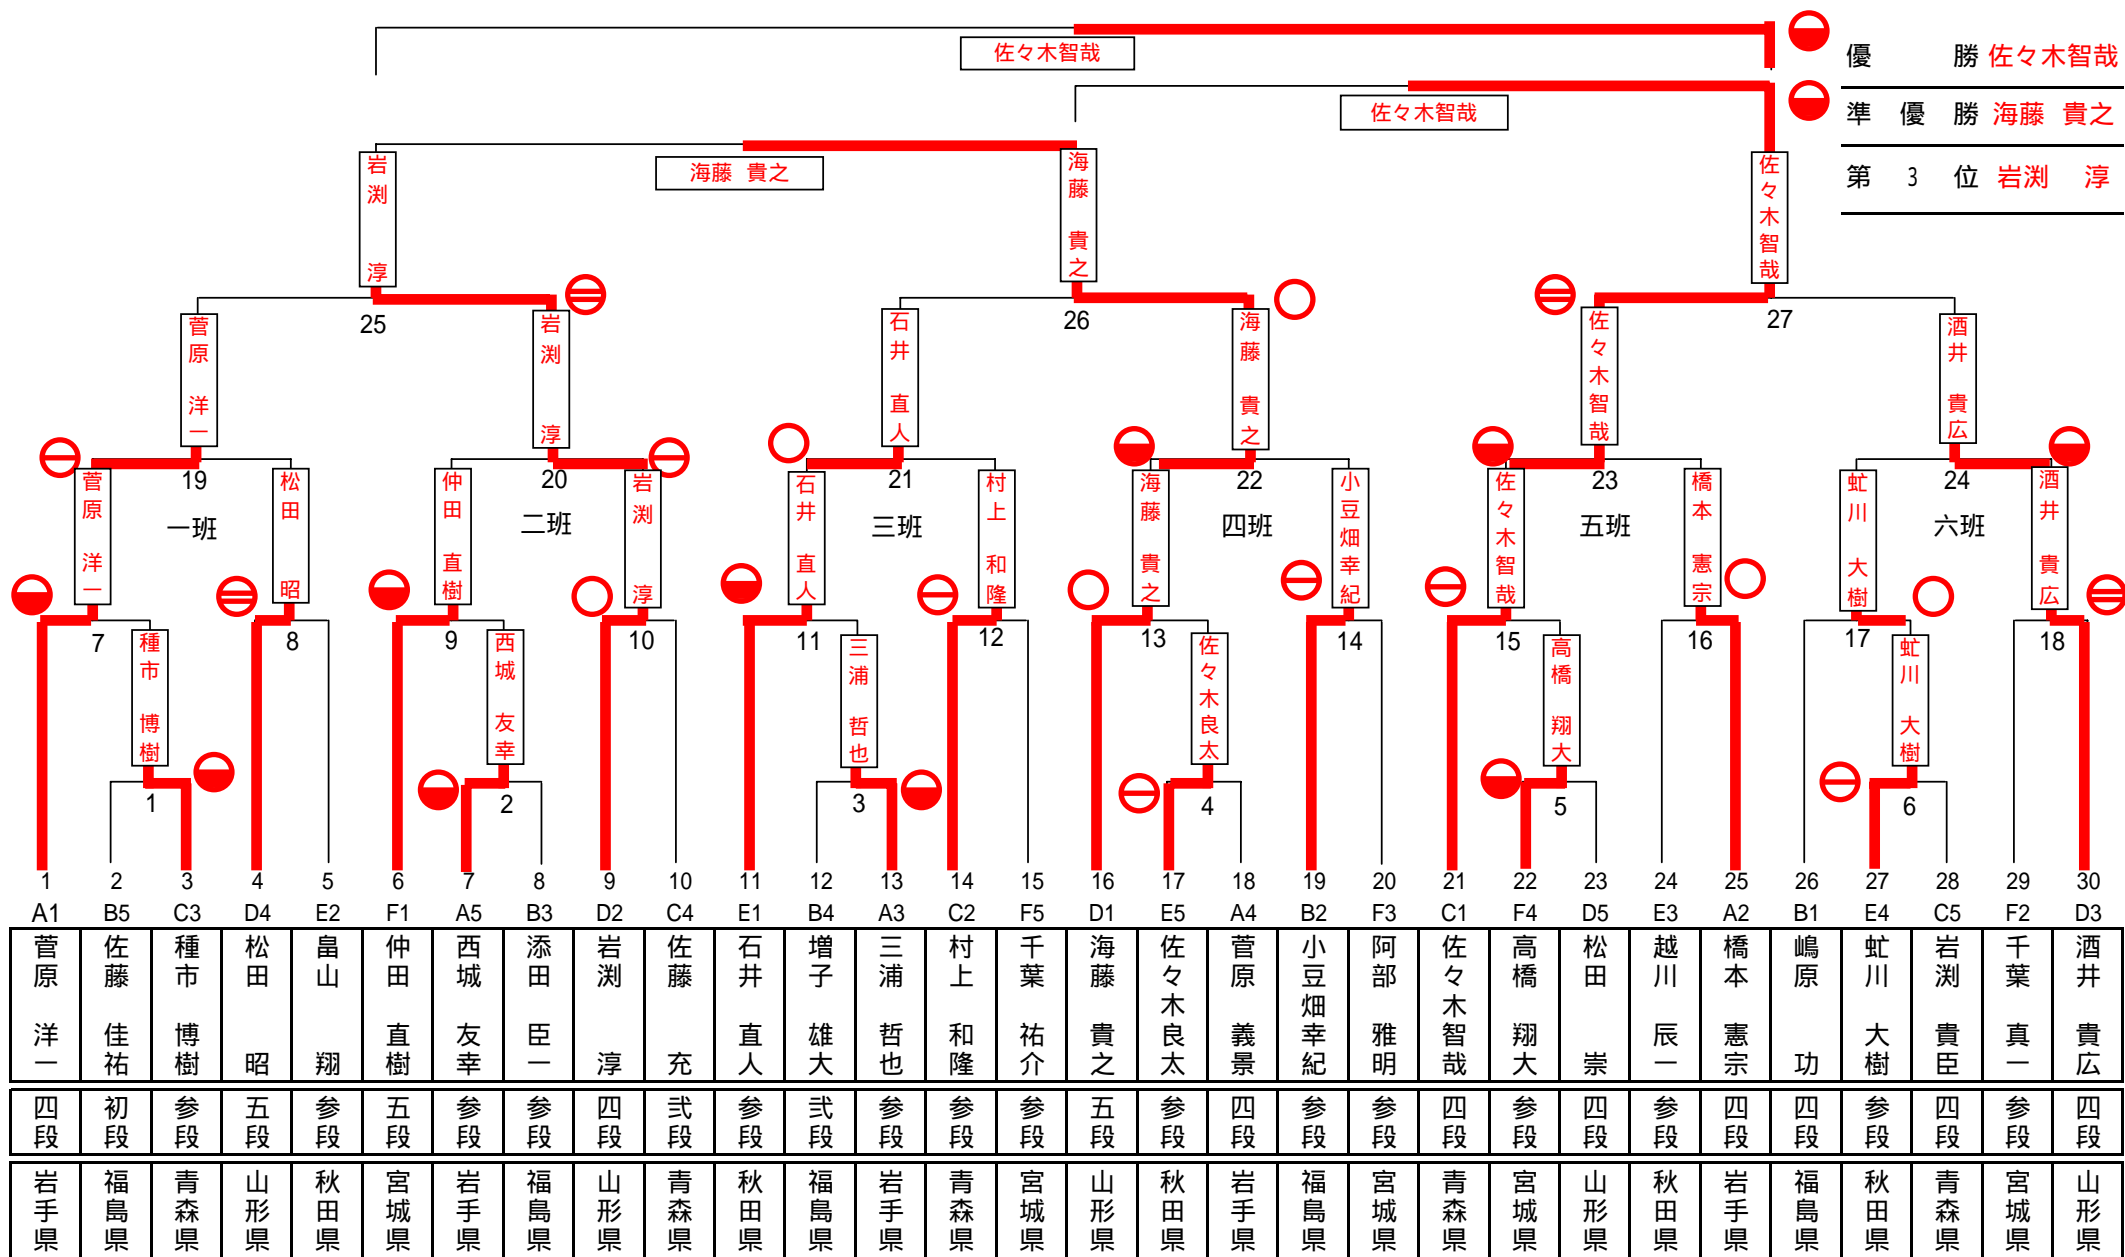 優 勝 佐々木智哉
準 優 勝 海藤 貴之
第 3 位 岩渕 淳
佐々木智哉
佐々木智哉
海藤 貴之
岩渕 淳
海藤 貴之
佐々木智哉
25
26
27
菅原 洋一
岩渕 淳
石井 直人
海藤 貴之
佐々木智哉
酒井 貴広
19
20
21
22
23
24
菅原 洋一
松田 昭
仲田 直樹
岩渕 淳
石井 直人
村上 和隆
海藤 貴之
小豆畑幸紀
佐々木智哉
橋本 憲宗
虻川 大樹
酒井 貴広
一班
二班
三班
四班
五班
六班
7
8
9
10
11
12
13
14
15
16
17
18
種市 博樹
西城 友幸
三浦 哲也
佐々木良太
高橋 翔大
虻川 大樹
1
2
3
4
5
6
1 2 3 4 5 6 7 8 9 10 11 12 13 14 15 16 17 18 19 20 21 22 23 24 25 26 27 28 29 30
A1 B5 C3 D4 E2 F1 A5 B3 D2 C4 E1 B4 A3 C2 F5 D1 E5 A4 B2 F3 C1 F4 D5 E3 A2 B1 E4 C5 F2 D3
菅原 洋一
佐藤 佳祐
種市 博樹
松田 昭
畠山 翔
仲田 直樹
西城 友幸
添田 臣一
岩渕 淳
佐藤 充
石井 直人
増子 雄大
三浦 哲也
村上 和隆
千葉 祐介
海藤 貴之
佐々木良太
菅原 義景
小豆畑幸紀
阿部 雅明
佐々木智哉
高橋 翔大
松田 崇
越川 辰一
橋本 憲宗
嶋原 功
虻川 大樹
岩渕 貴臣
千葉 真一
酒井 貴広
四段 初段 参段 五段 参段 五段 参段 参段 四段 弐段 参段 弐段 参段 参段 参段 五段 参段 四段 参段 参段 四段 参段 四段 参段 四段 四段 参段 四段 参段 四段
岩手県 福島県 青森県 山形県 秋田県 宮城県 岩手県 福島県 山形県 青森県 秋田県 福島県 岩手県 青森県 宮城県 山形県 秋田県 岩手県 福島県 宮城県 青森県 宮城県 山形県 秋田県 岩手県 福島県 秋田県 青森県 宮城県 山形県